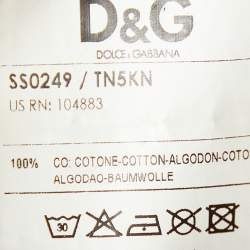 D&G
DOLCE & GABBANA
SS0249 / TN5KN
US RN: 104883
100% CO: COTONE-COTTON-ALGODON-COTO
ALGODAO-BAUMWOLLE
30